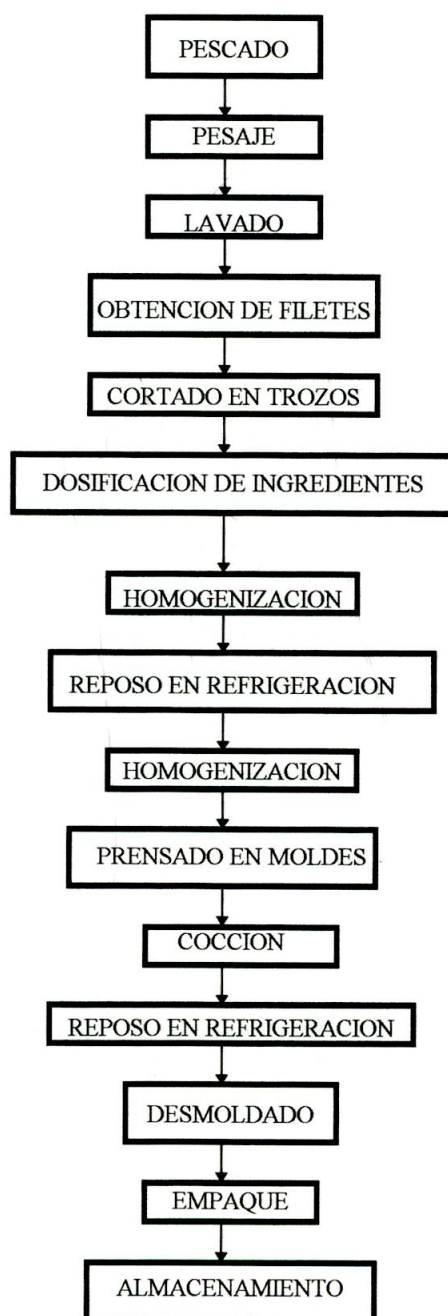 PESCADO
PESAJE
LAVADO
OBTENCION DE FILETES
CORTADO EN TROZOS
DOSIFICACION DE INGREDIENTES
HOMOGENIZACION
REPOSO EN REFRIGERACION
HOMOGENIZACION
PRENSADO EN MOLDES
COCCION
REPOSO EN REFRIGERACION
DESMOLDADO
EMPAQUE
ALMACENAMIENTO